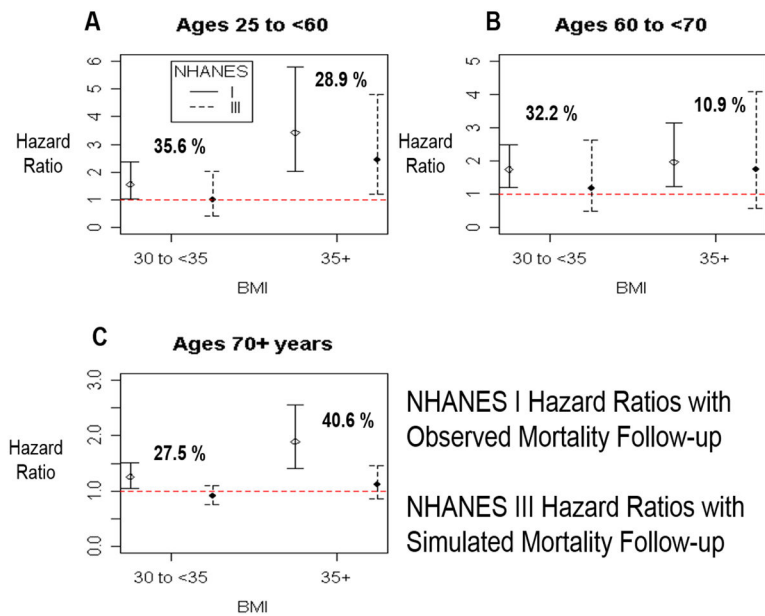 A
Ages 25 to <60
6
5
4
3
2
1
0
Hazard
Ratio
NHANES
I
III
35.6 %
28.9 %
30 to <35
35+
BMI
B
Ages 60 to <70
5
4
3
2
1
0
Hazard
Ratio
32.2 %
10.9 %
30 to <35
35+
BMI
C
Ages 70+ years
3.0
2.0
1.0
0.0
Hazard
Ratio
27.5 %
40.6 %
30 to <35
35+
BMI
NHANES I Hazard Ratios with
Observed Mortality Follow-up
NHANES III Hazard Ratios with
Simulated Mortality Follow-up